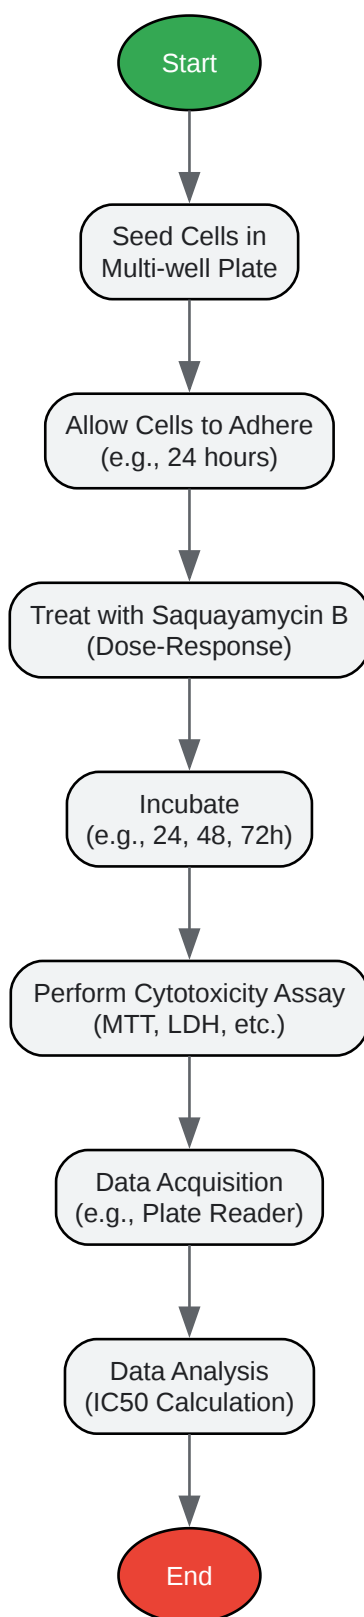 Start
Seed Cells in
Multi-well Plate
Allow Cells to Adhere
(e.g., 24 hours)
Treat with Saquayamycin B
(Dose-Response)
Incubate
(e.g., 24, 48, 72h)
Perform Cytotoxicity Assay
(MTT, LDH, etc.)
Data Acquisition
(e.g., Plate Reader)
Data Analysis
(IC50 Calculation)
End